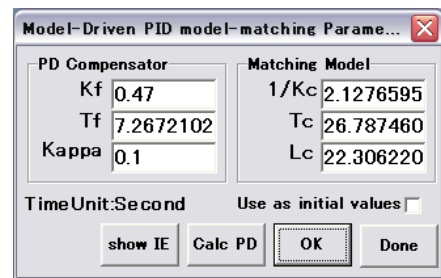 Model-Driven PID model-matching Parame...
PD Compensator
Kf 0.47
Tf 7.2672102
Kappa 0.1
Matching Model
1/Kc 2.1276595
Tc 26.787460
Lc 22.306220
TimeUnit:Second
Use as initial values
show IE
Calc PD
OK
Done